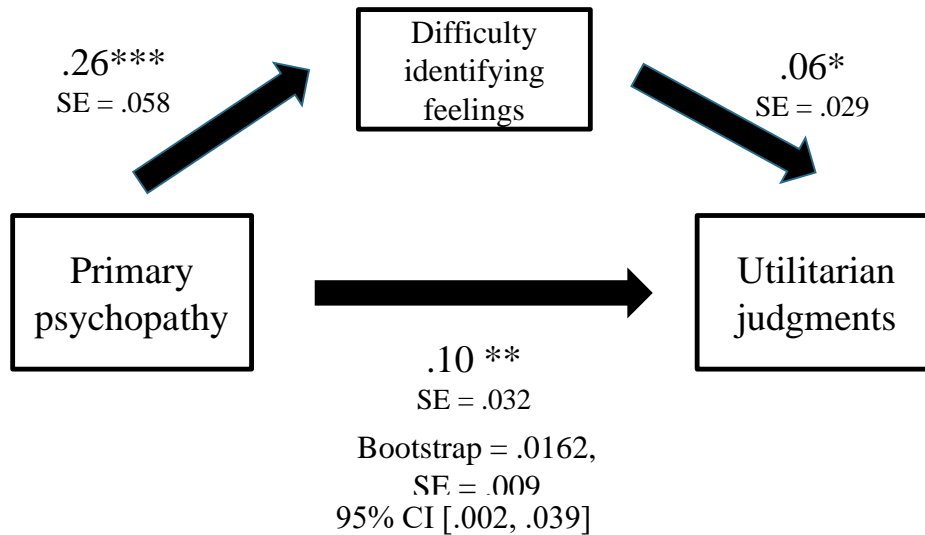 Difficulty
identifying
feelings
.26***
SE = .058
.06*
SE = .029
Primary
psychopathy
Utilitarian
judgments
.10 **
SE = .032
Bootstrap = .0162,
SE = .009
95% CI [.002, .039]